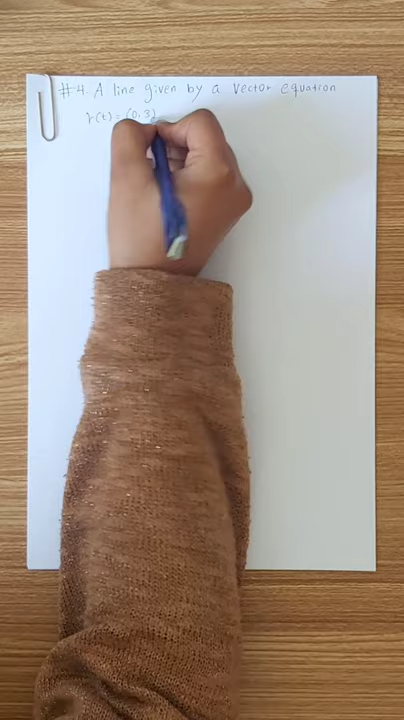 #4. A line given by a vector equation
r(t) = (0,3)